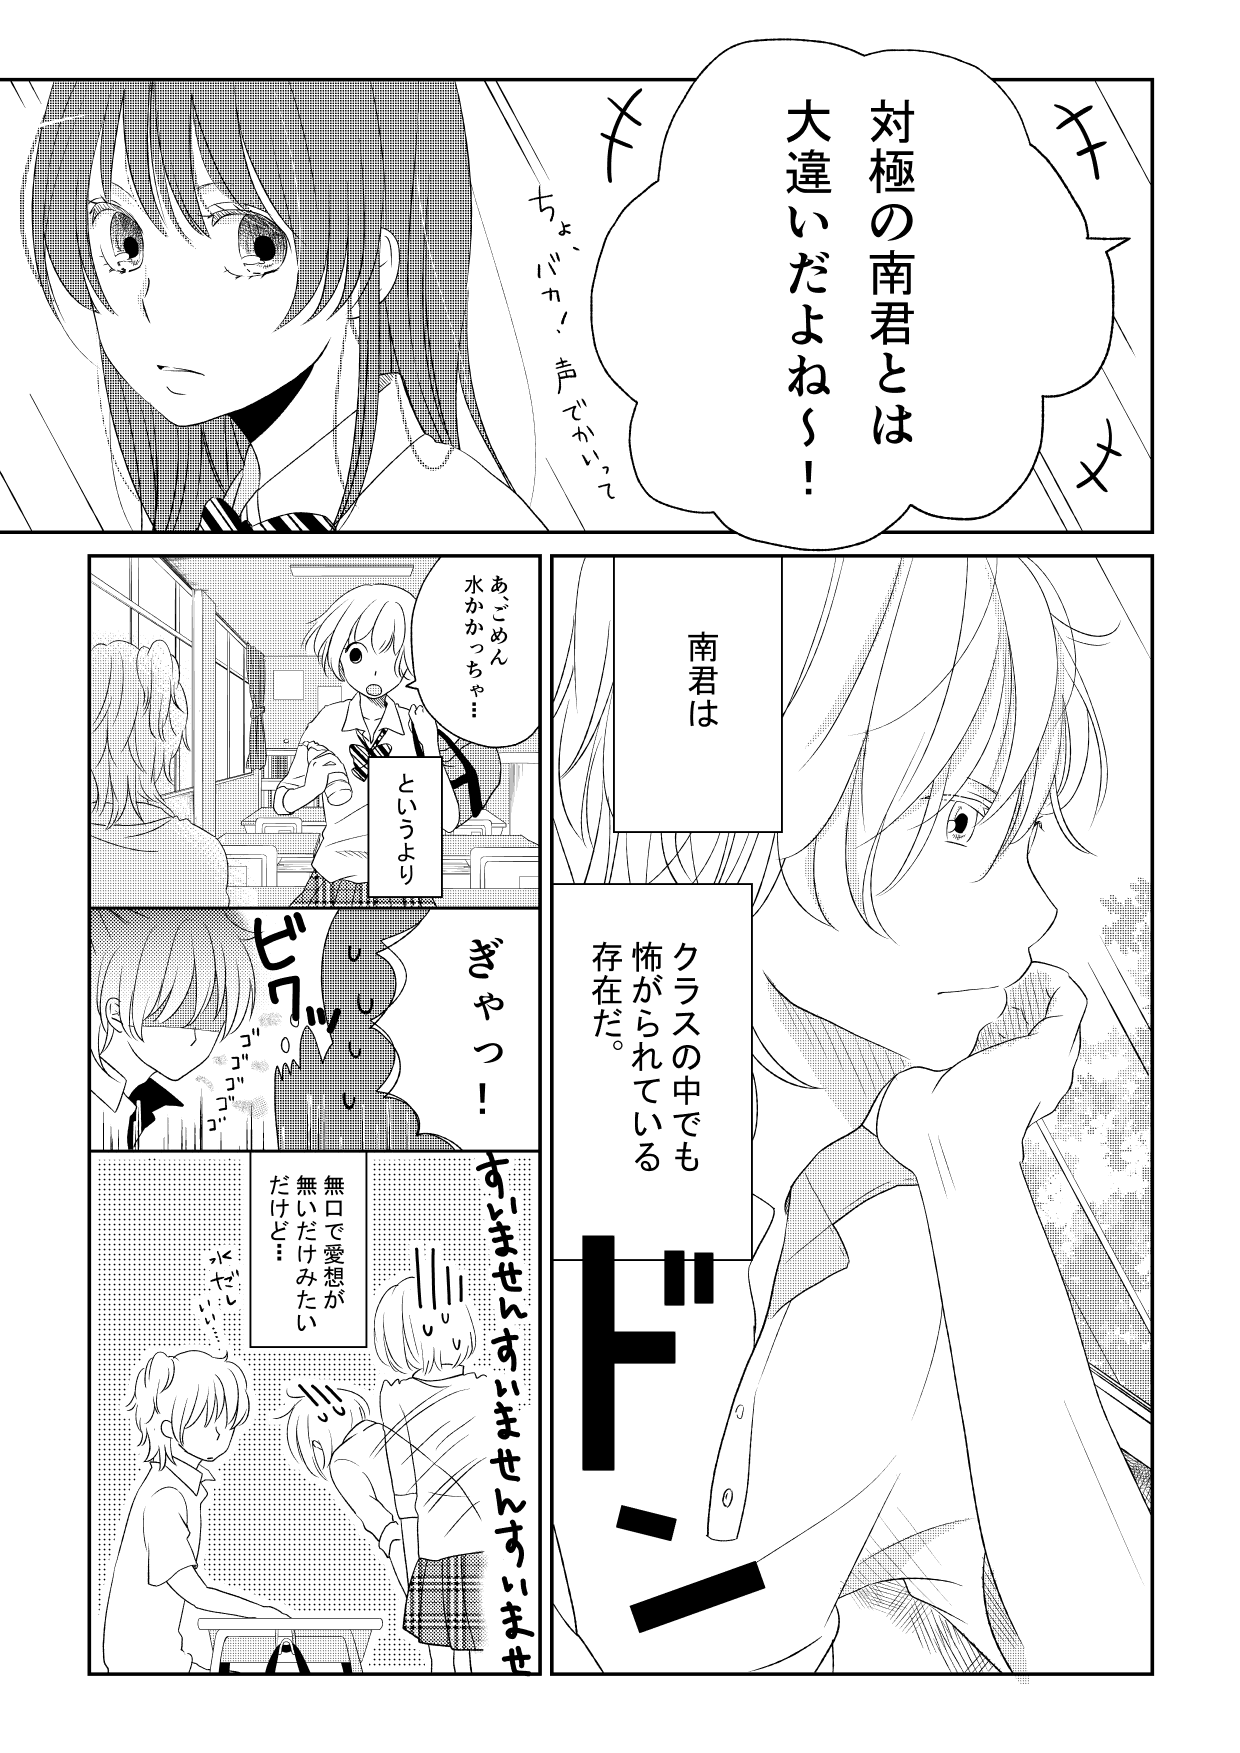 対極の南君とは
大違いだよね～！
ちょ、バカ！声でかいって
南君は
クラスの中でも
怖がられている
存在だ。
ドーン
あ、ごめん
水かかっちゃ…
というより
ぎゃっ！
ビクッ
ゴゴゴゴゴ
すいませんすいませんすいませ
無口で愛想が
無いだけみたい
だけど…
水だし
いい…